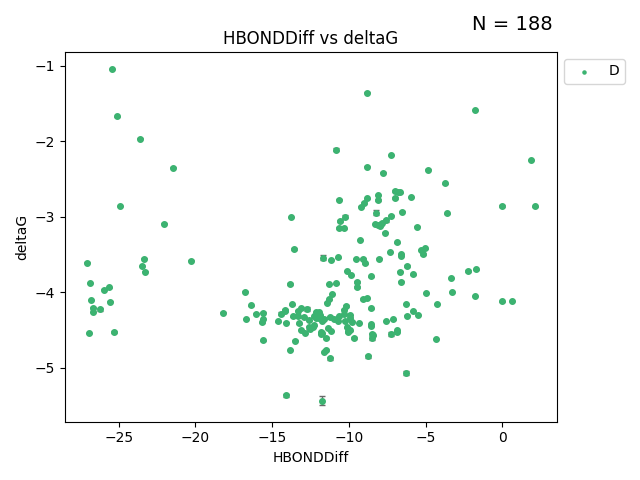 N = 188
HBONDDiff vs deltaG
D
−1
−2
−3
−4
−5
deltaG
−25
−20
−15
−10
−5
0
HBONDDiff